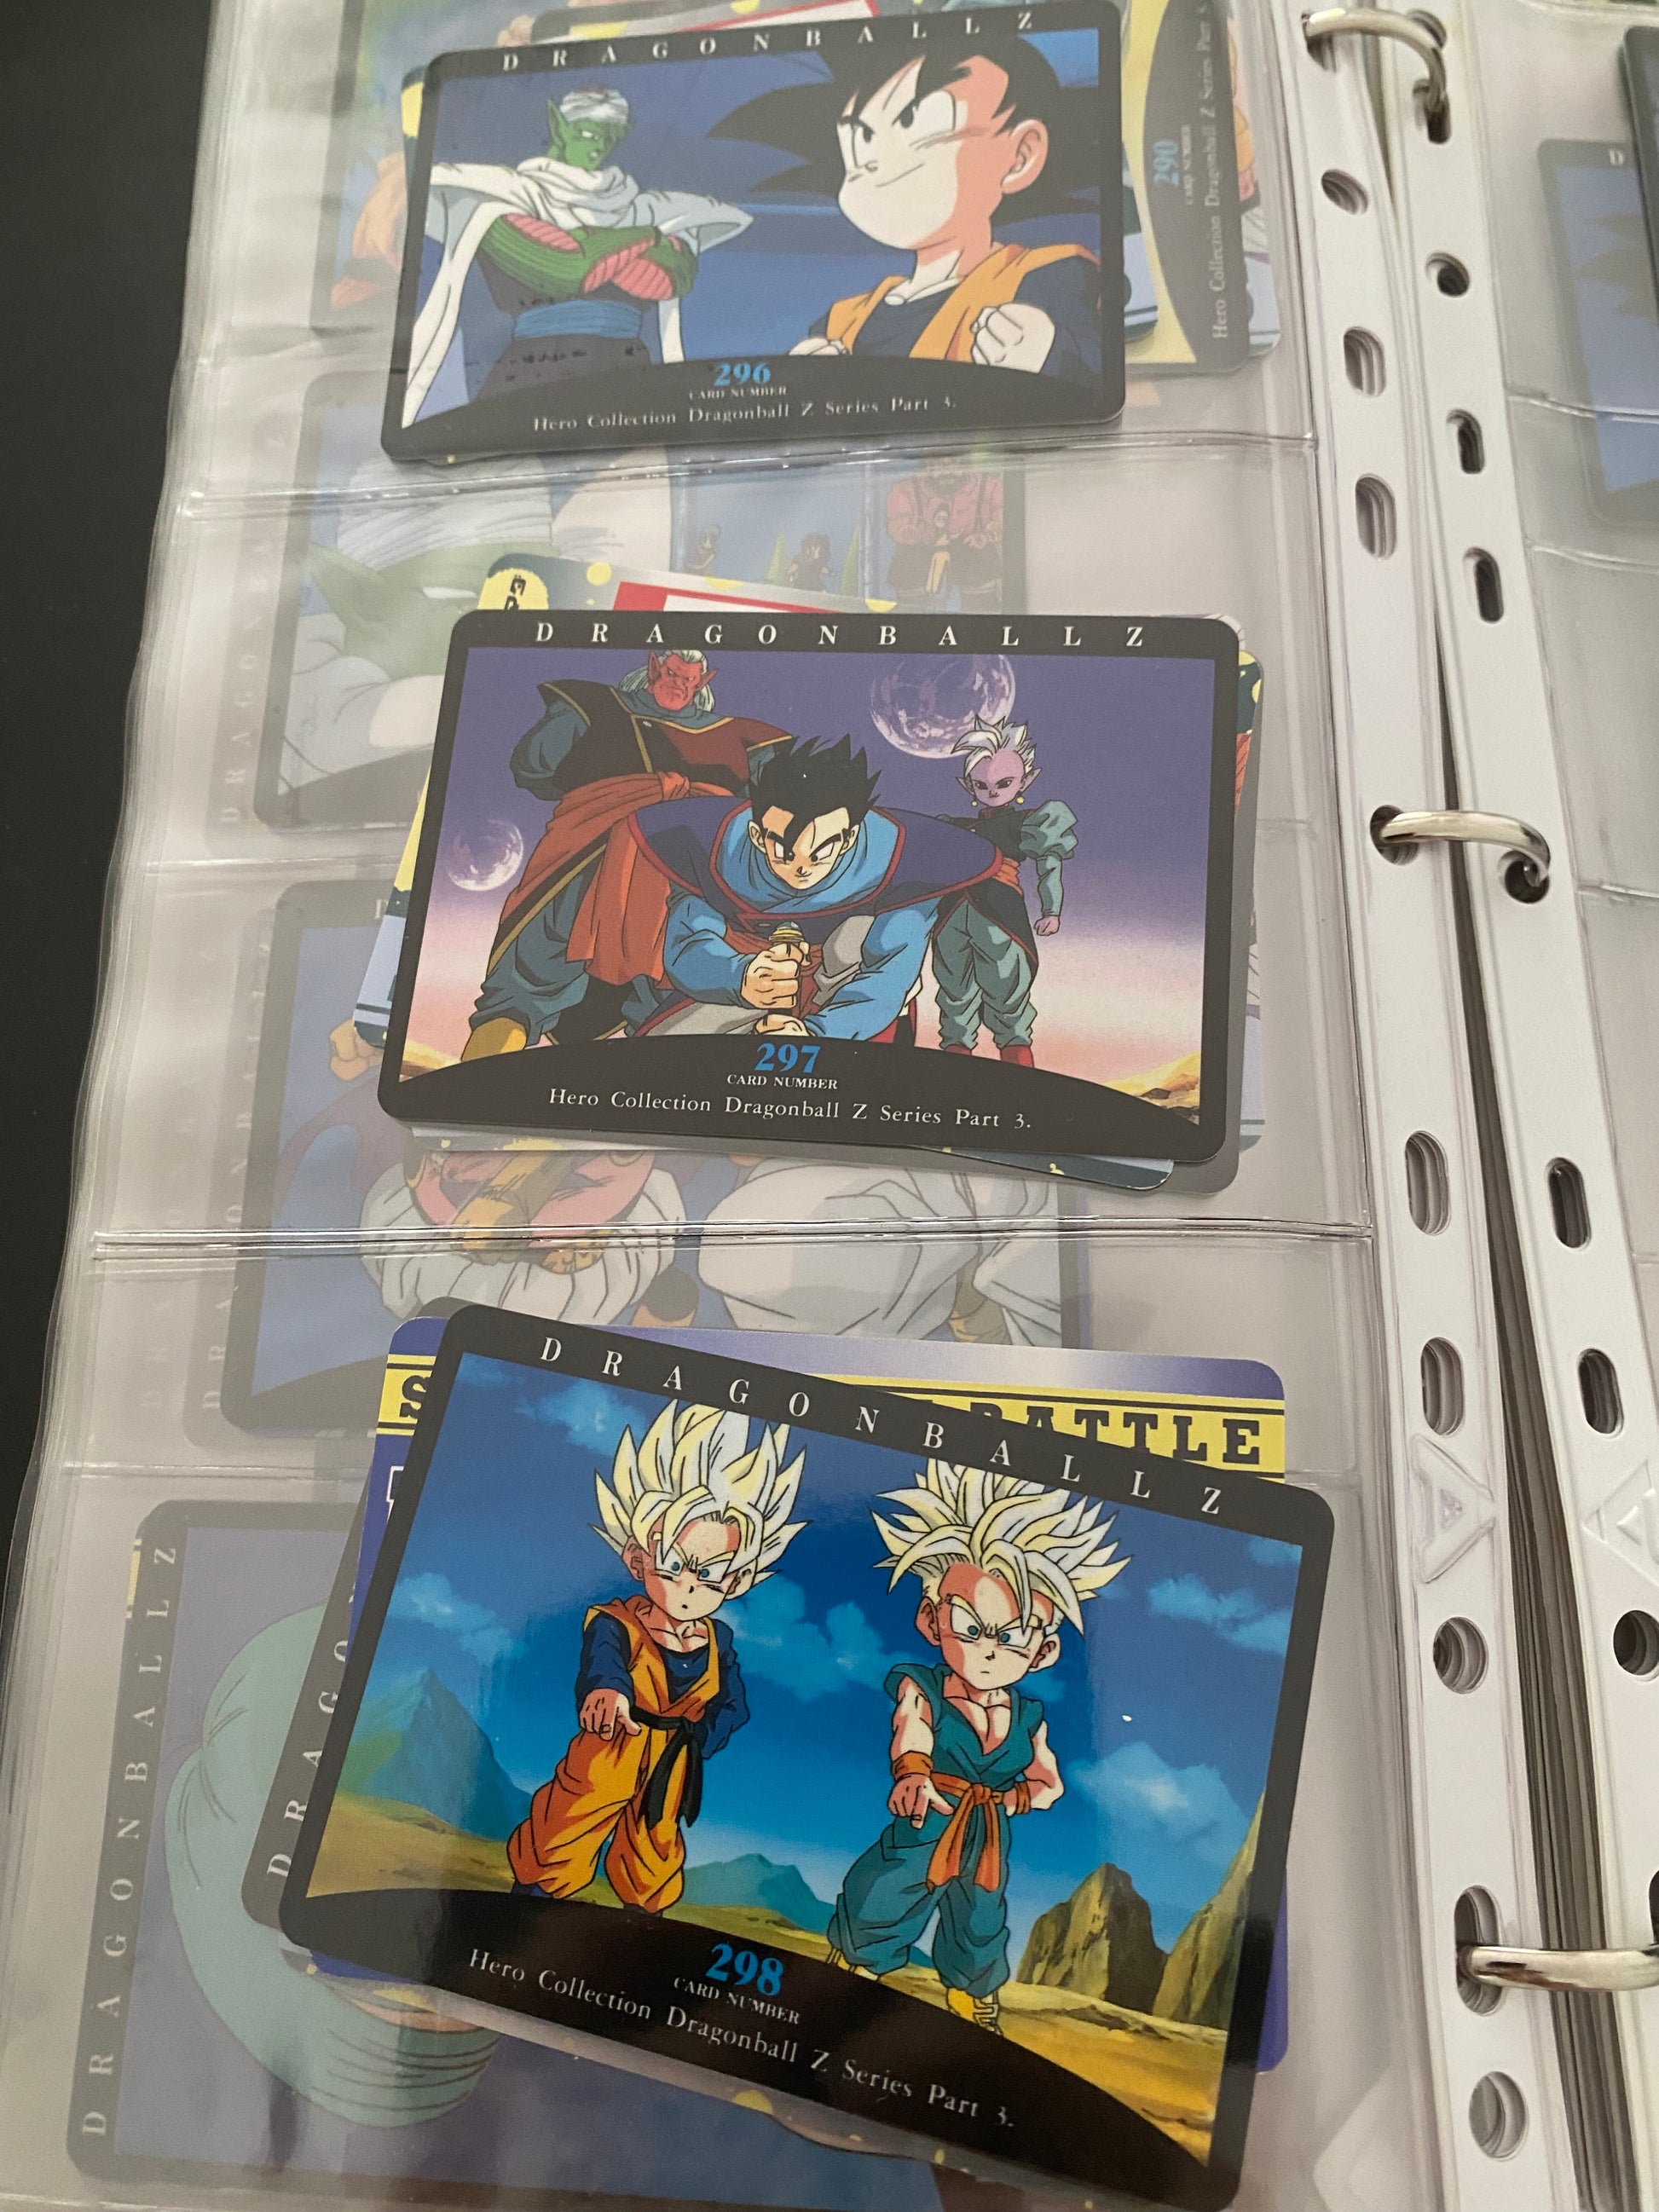 DRAGONBALLZ
296
CARD NUMBER
Hero Collection Dragonball Z Series Part 3.
290
CARD NUMBER
Hero Collection Dragonball Z Series Part
DRAGONBALLZ
297
CARD NUMBER
Hero Collection Dragonball Z Series Part 3.
DRAGO
BATTLE
DRAGONBALLZ
298
CARD NUMBER
Hero Collection Dragonball Z Series Part 3.
DRAGONBALLZ
DRAGO